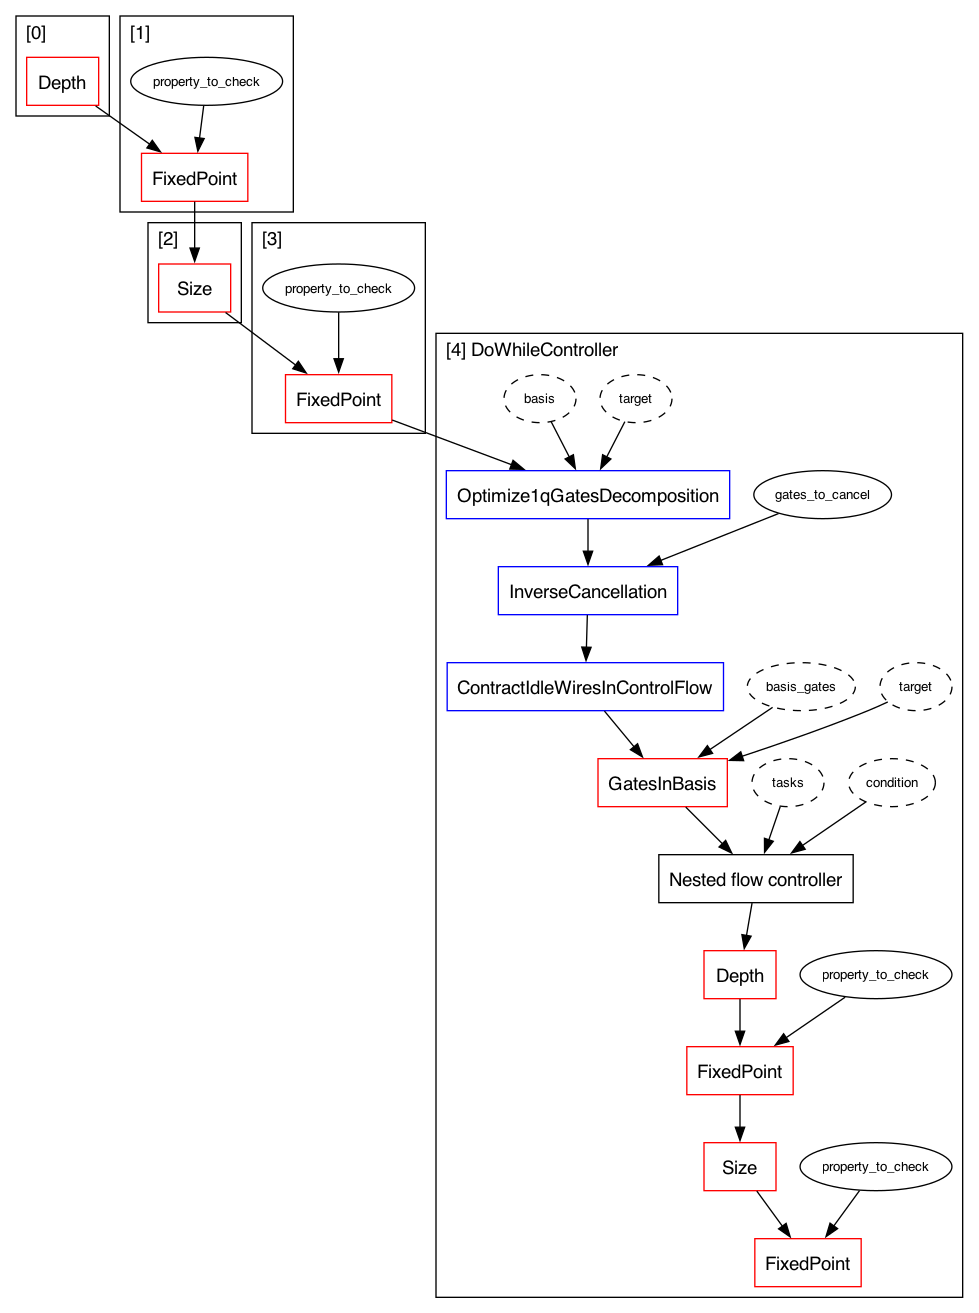 [0]
[1]
Depth
property_to_check
FixedPoint
[2]
[3]
Size
property_to_check
FixedPoint
[4] DoWhileController
basis
target
Optimize1qGatesDecomposition
gates_to_cancel
InverseCancellation
ContractIdleWiresInControlFlow
basis_gates
target
GatesInBasis
tasks
condition
Nested flow controller
Depth
property_to_check
FixedPoint
Size
property_to_check
FixedPoint